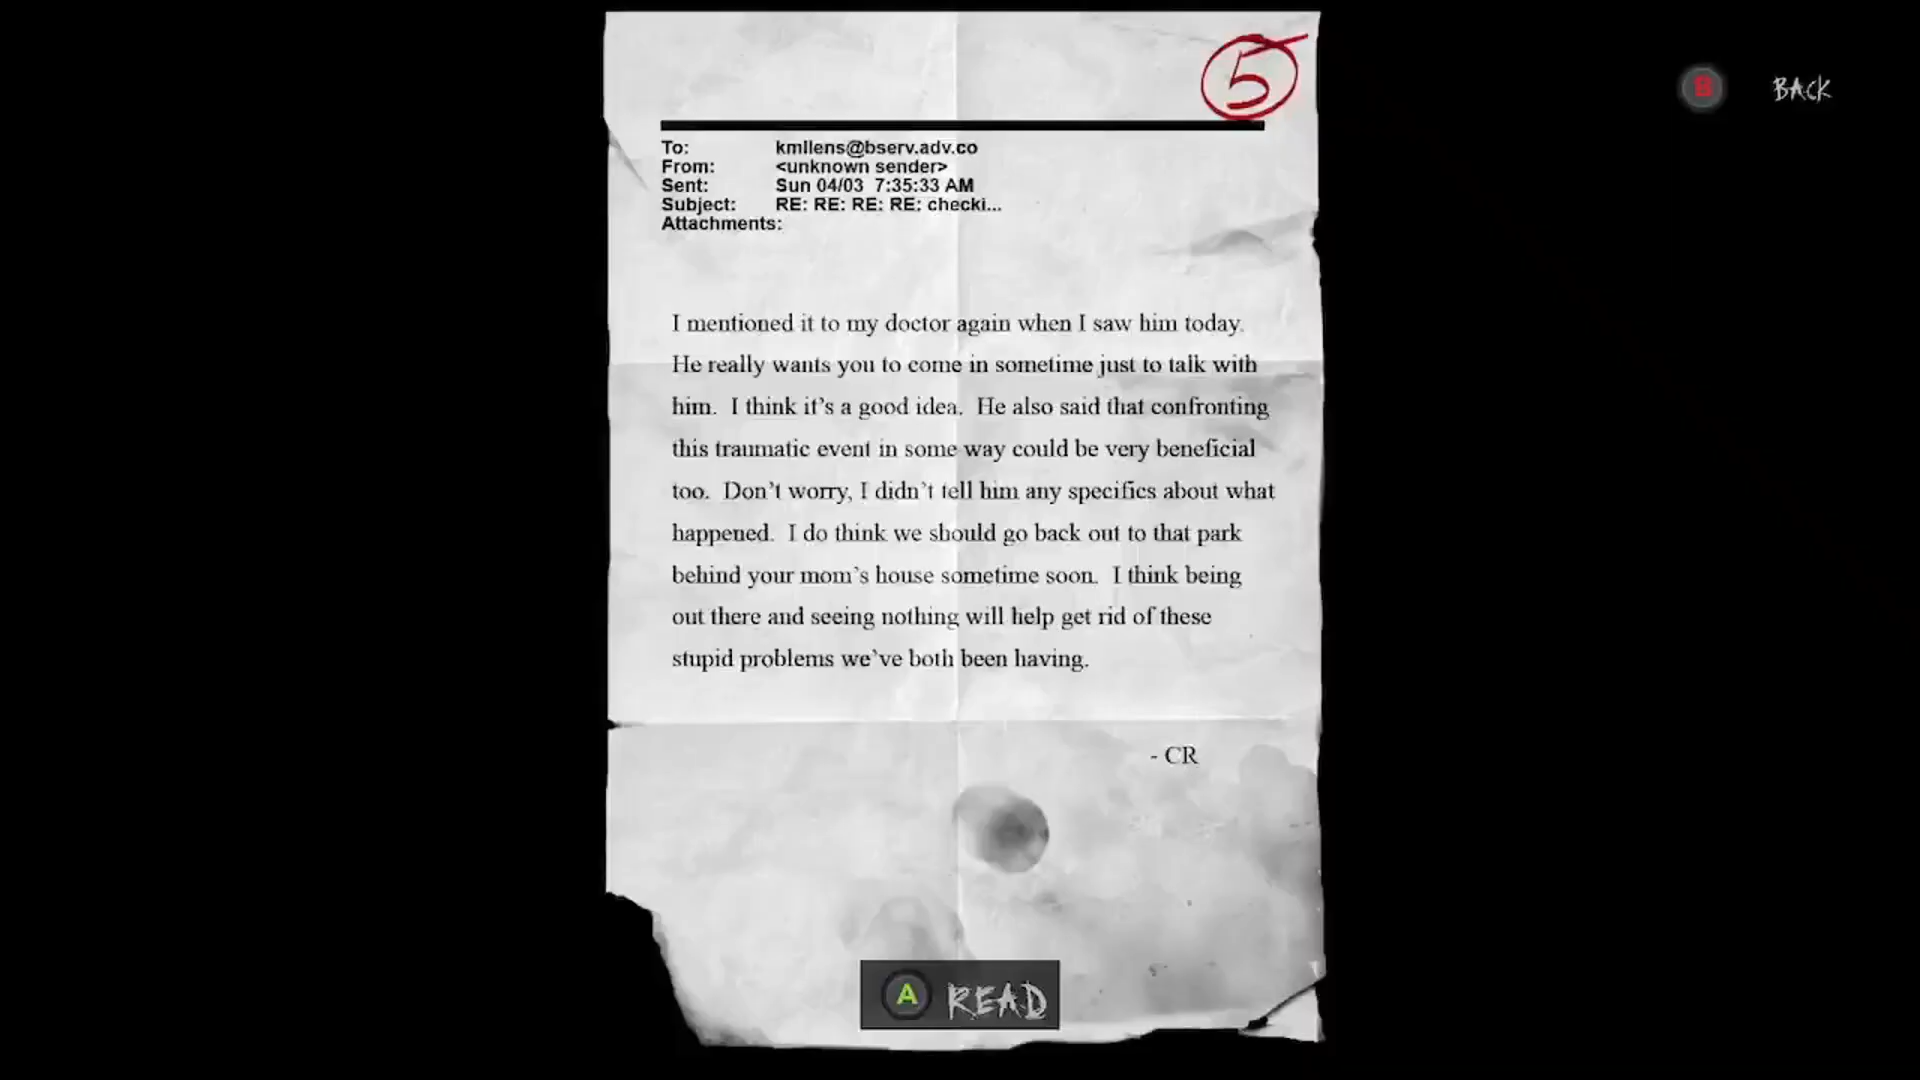 5
BACK
B
To: kmllens@bserv.adv.co
From: <unknown sender>
Sent: Sun 04/03 7:35:33 AM
Subject: RE: RE: RE: RE: checki...
Attachments:
I mentioned it to my doctor again when I saw him today.
He really wants you to come in sometime just to talk with
him. I think it's a good idea. He also said that confronting
this traumatic event in some way could be very beneficial
too. Don't worry, I didn't tell him any specifics about what
happened. I do think we should go back out to that park
behind your mom's house sometime soon. I think being
out there and seeing nothing will help get rid of these
stupid problems we've both been having.
- CR
A READ